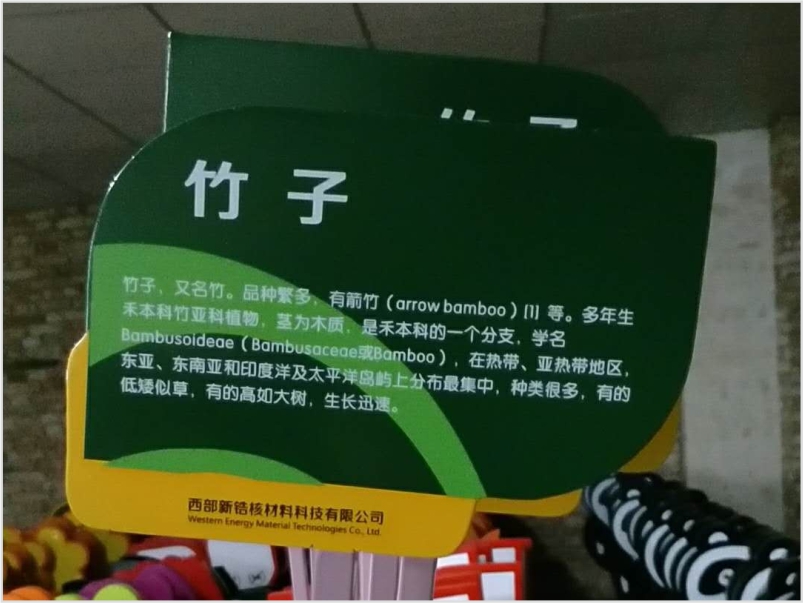 竹子
竹子，又名竹。品种繁多，有箭竹（arrow bamboo）[1] 等。多年生
禾本科竹亚科植物，茎为木质，是禾本科的一个分支，学名
Bambusoideae（Bambusaceae或Bamboo），在热带、亚热带地区，
东亚、东南亚和印度洋及太平洋岛屿上分布最集中，种类很多，有的
低矮似草，有的高如大树，生长迅速。
西部新锆核材料科技有限公司
Western Energy Material Technologies Co., Ltd.